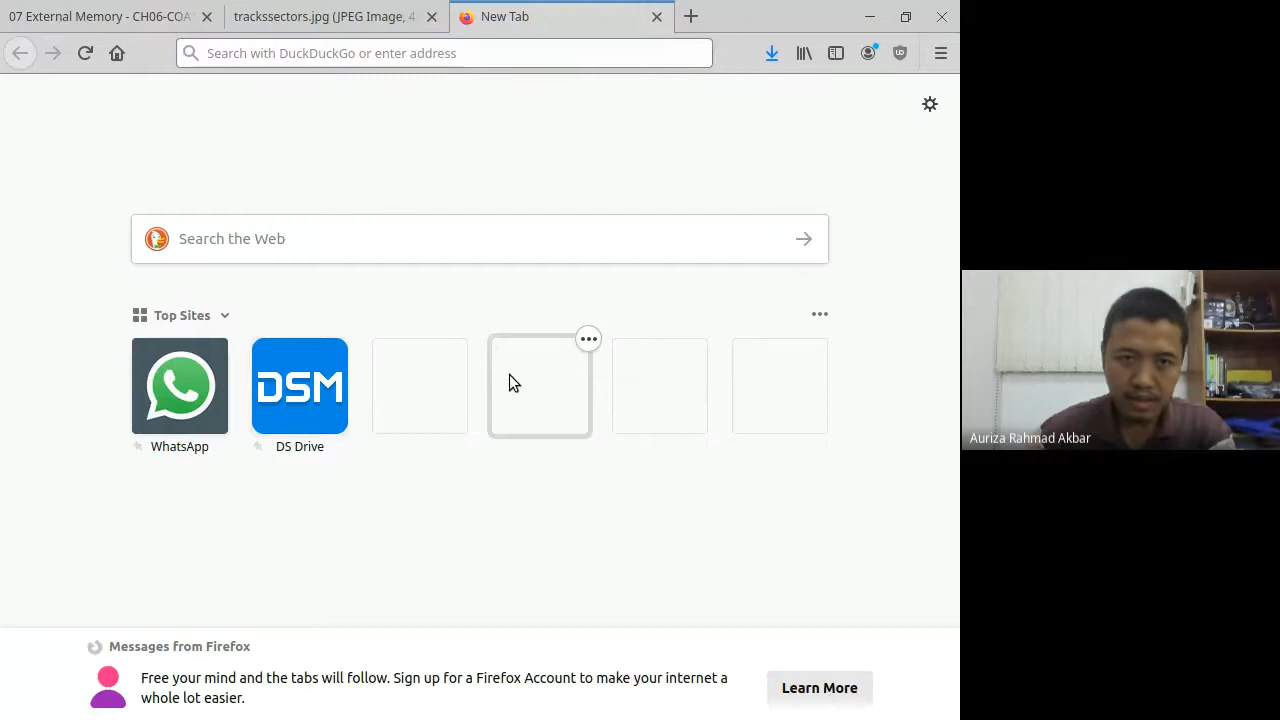 07 External Memory - CH06-COA
trackssectors.jpg (JPEG Image, 4
New Tab
Search with DuckDuckGo or enter address
Search the Web
Top Sites
DSM
WhatsApp
DS Drive
Auriza Rahmad Akbar
Messages from Firefox
Free your mind and the tabs will follow. Sign up for a Firefox Account to make your internet a
whole lot easier.
Learn More